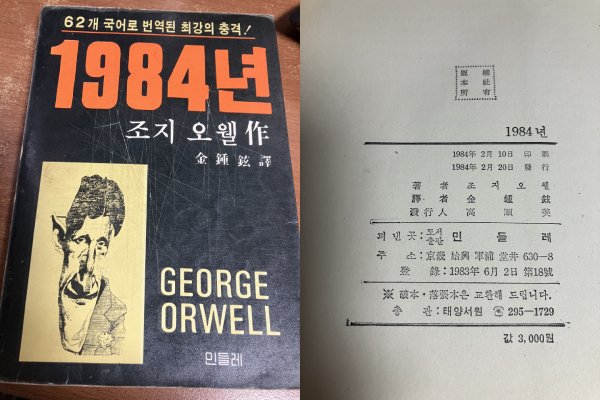 62개 국어로 번역된 최강의 충격!
1984년
조지 오웰 作
金鍾鉉 譯
GEORGE
ORWELL
민들레
版權
本社
所有
1984년
1984年 2月 10日 印刷
1984年 2月 20日 發行
著者 조지오웰
譯者 金鍾鉉
發行人 高順英
펴낸곳: 도서출판 민들레
주소: 京畿 始興 軍浦 堂井 630-8
登錄: 1983年 6月 2日 第18號
※ 破本·落張本은 교환해 드립니다.
총판: 태양서원 ☏ 295-1729
값 3,000원